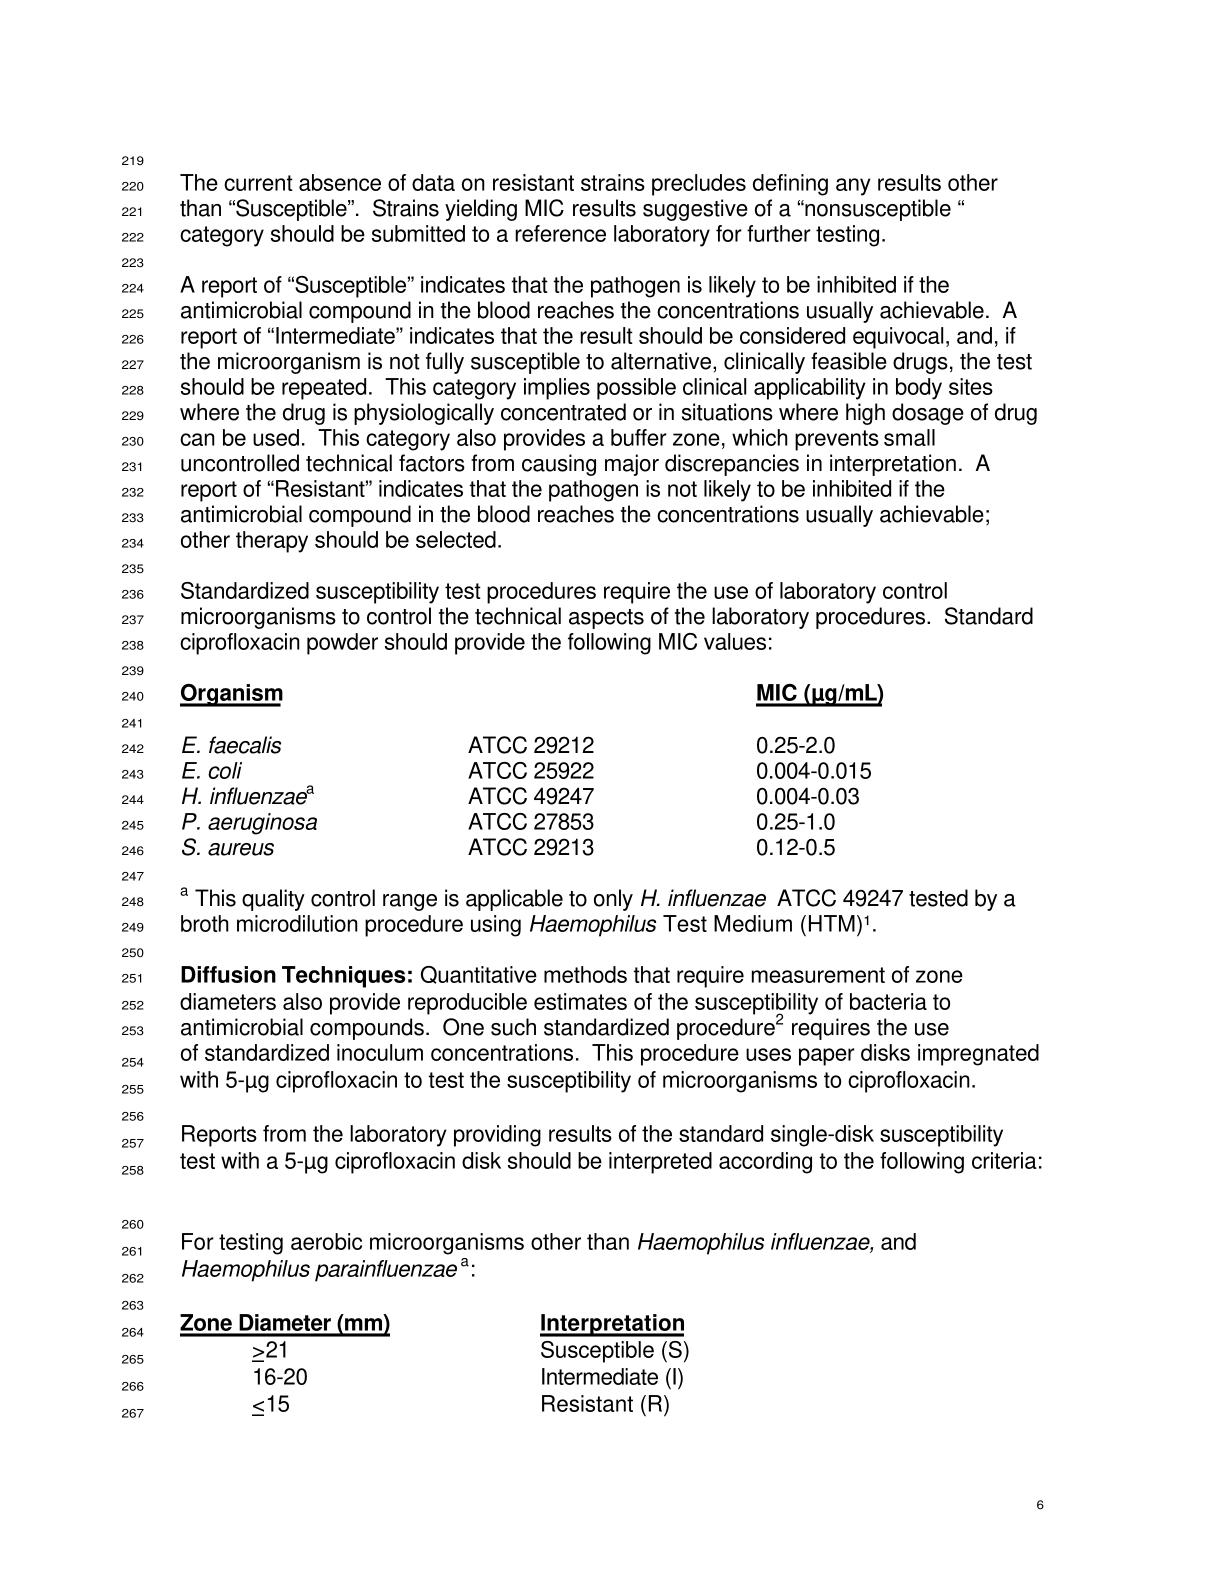 219
220 The current absence of data on resistant strains precludes defining any results other
221 than “Susceptible”.  Strains yielding MIC results suggestive of a “nonsusceptible “
222 category should be submitted to a reference laboratory for further testing.
223
224 A report of “Susceptible” indicates that the pathogen is likely to be inhibited if the
225 antimicrobial compound in the blood reaches the concentrations usually achievable.  A
226 report of “Intermediate” indicates that the result should be considered equivocal, and, if
227 the microorganism is not fully susceptible to alternative, clinically feasible drugs, the test
228 should be repeated.  This category implies possible clinical applicability in body sites
229 where the drug is physiologically concentrated or in situations where high dosage of drug
230 can be used.  This category also provides a buffer zone, which prevents small
231 uncontrolled technical factors from causing major discrepancies in interpretation.  A
232 report of “Resistant” indicates that the pathogen is not likely to be inhibited if the
233 antimicrobial compound in the blood reaches the concentrations usually achievable;
234 other therapy should be selected.
235
236 Standardized susceptibility test procedures require the use of laboratory control
237 microorganisms to control the technical aspects of the laboratory procedures.  Standard
238 ciprofloxacin powder should provide the following MIC values:
239
240 Organism MIC (µg/mL)
241
242 E. faecalis ATCC 29212 0.25-2.0
243 E. coli ATCC 25922 0.004-0.015
244 H. influenzaeᵃ ATCC 49247 0.004-0.03
245 P. aeruginosa ATCC 27853 0.25-1.0
246 S. aureus ATCC 29213 0.12-0.5
247
248 ᵃ This quality control range is applicable to only H. influenzae  ATCC 49247 tested by a
249 broth microdilution procedure using Haemophilus Test Medium (HTM)¹.
250
251 Diffusion Techniques: Quantitative methods that require measurement of zone
252 diameters also provide reproducible estimates of the susceptibility of bacteria to
253 antimicrobial compounds.  One such standardized procedure² requires the use
254 of standardized inoculum concentrations.  This procedure uses paper disks impregnated
255 with 5-µg ciprofloxacin to test the susceptibility of microorganisms to ciprofloxacin.
256
257 Reports from the laboratory providing results of the standard single-disk susceptibility
258 test with a 5-µg ciprofloxacin disk should be interpreted according to the following criteria:
260
261 For testing aerobic microorganisms other than Haemophilus influenzae, and
262 Haemophilus parainfluenzae ᵃ:
263
264 Zone Diameter (mm) Interpretation
265 ≥21 Susceptible (S)
266 16-20 Intermediate (I)
267 ≤15 Resistant (R)
6